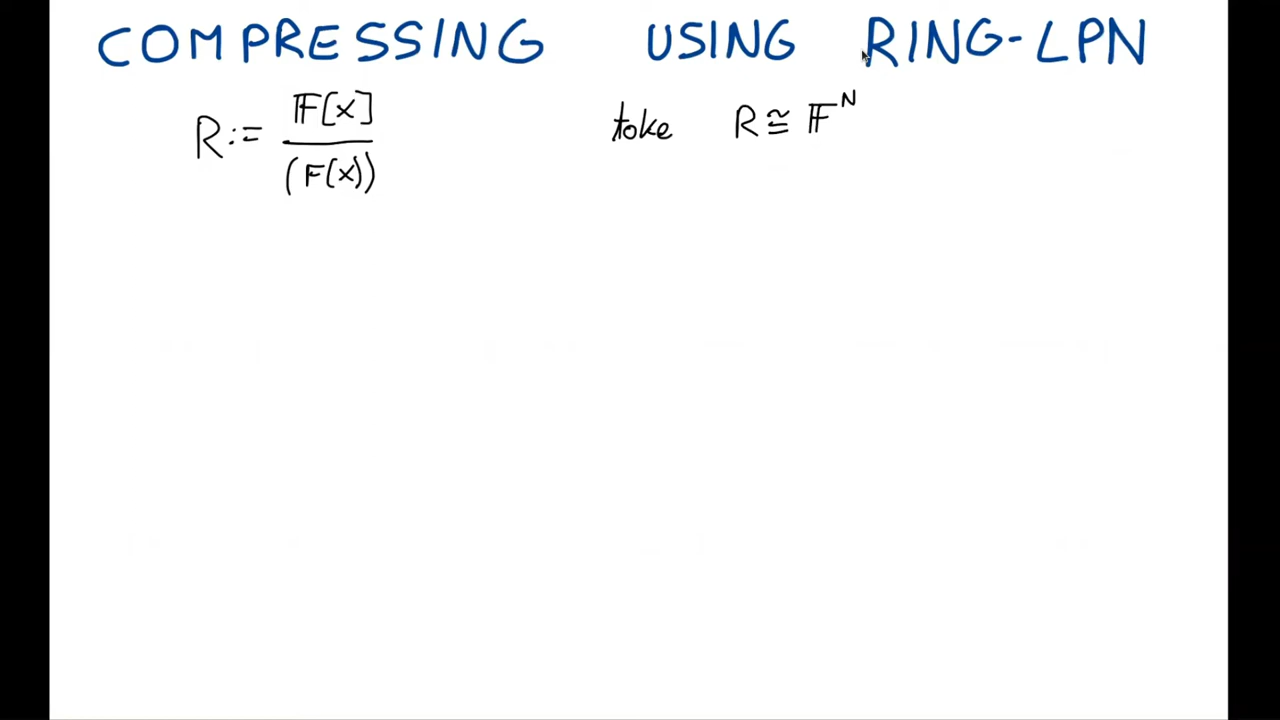 COMPRESSING USING RING-LPN
R := 𝔽[x] / (F(x)) take R ≅ 𝔽^N